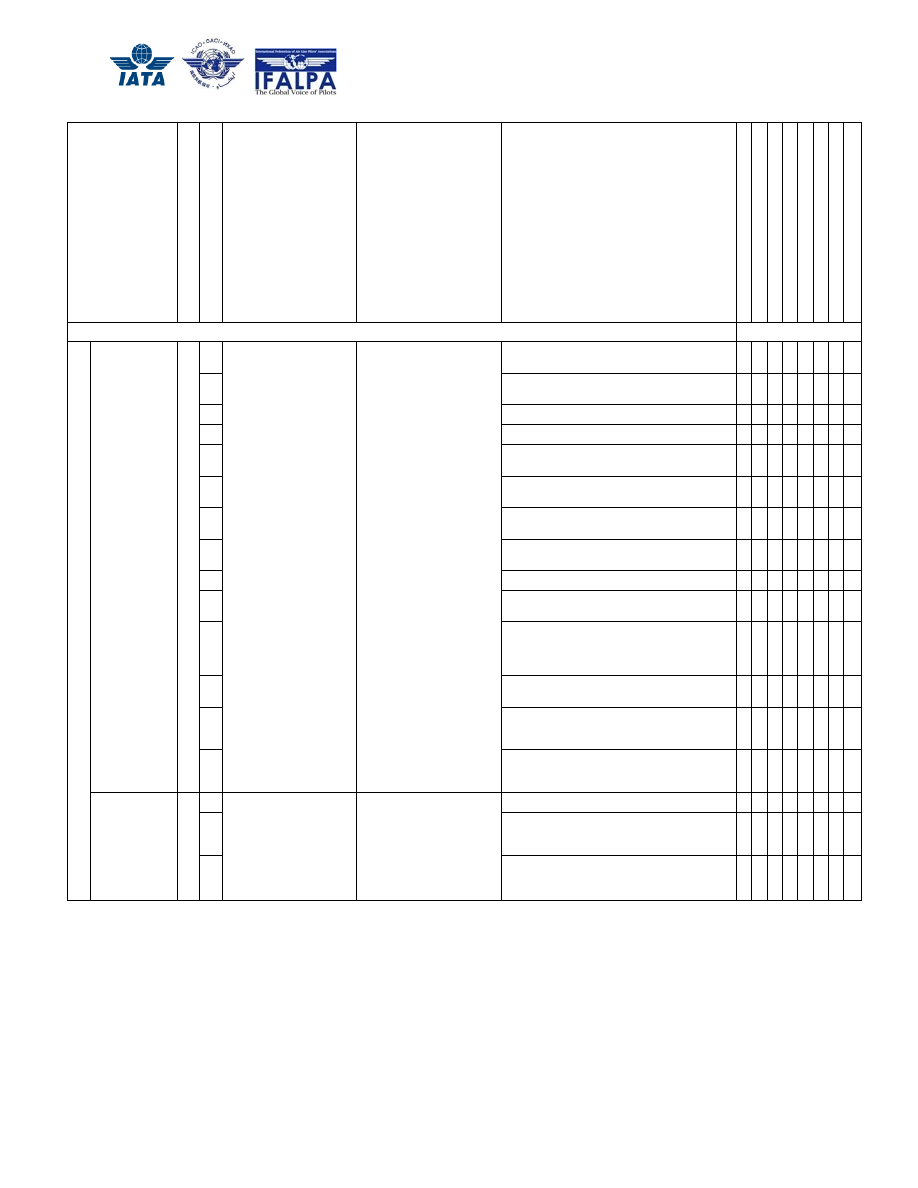 IATA
ICAO · OACI · ИКАО
International Federation of Air Line Pilots' Associations
IFALPA
The Global Voice of Pilots